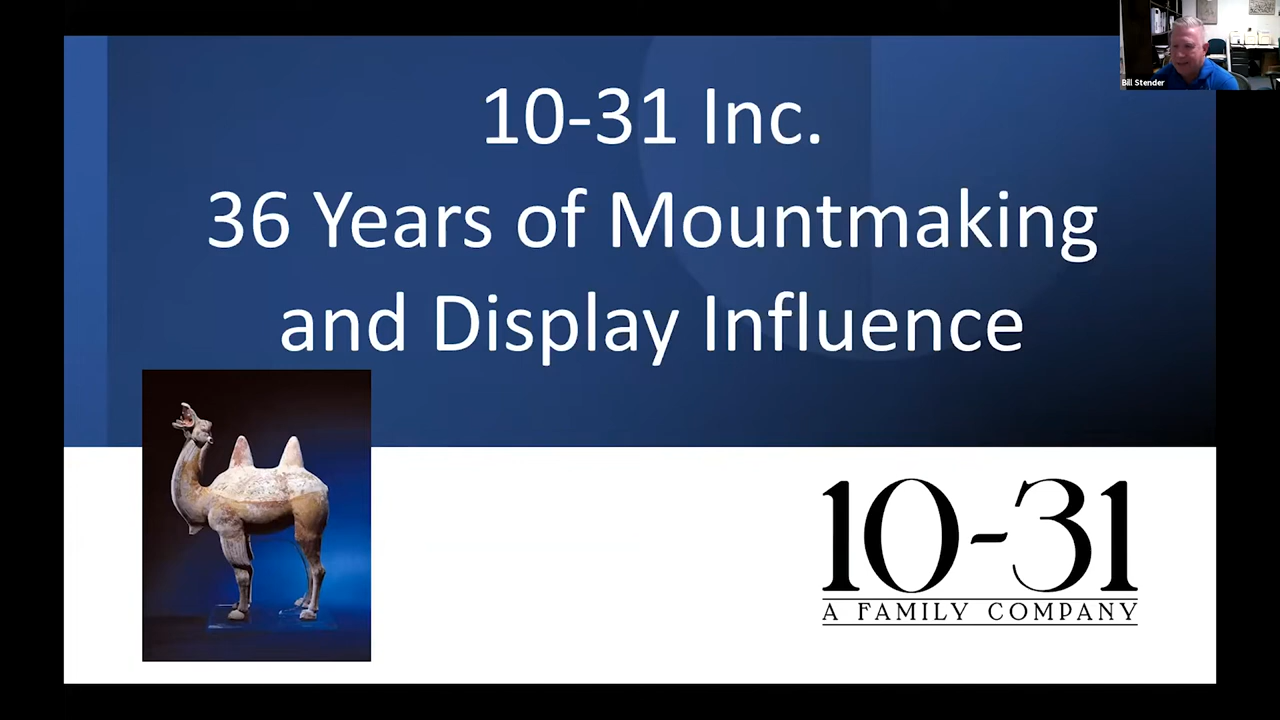 Bill Stender
10-31 Inc.
36 Years of Mountmaking
and Display Influence
10-31
A FAMILY COMPANY